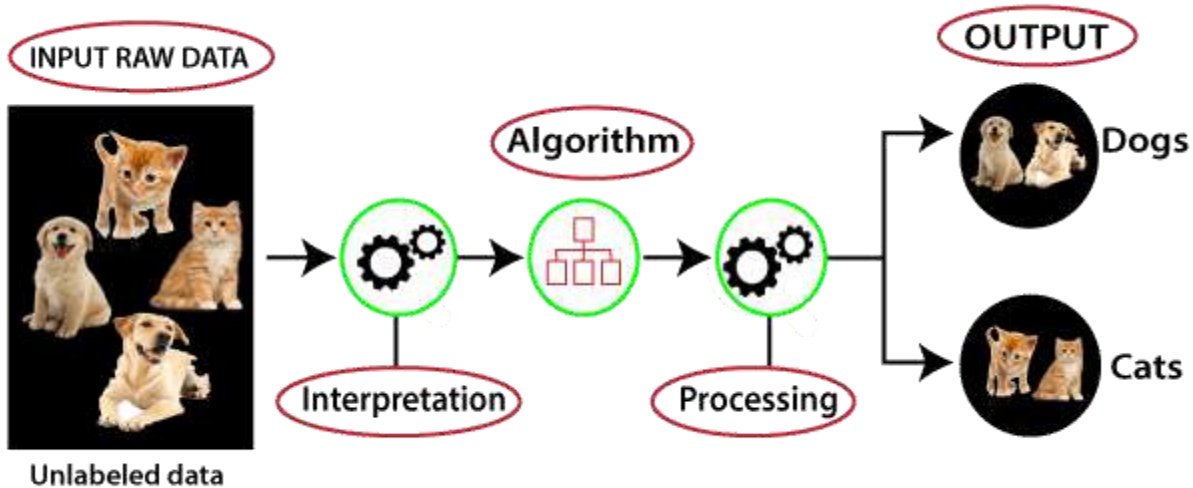 INPUT RAW DATA
Unlabeled data
Interpretation
Algorithm
Processing
OUTPUT
Dogs
Cats